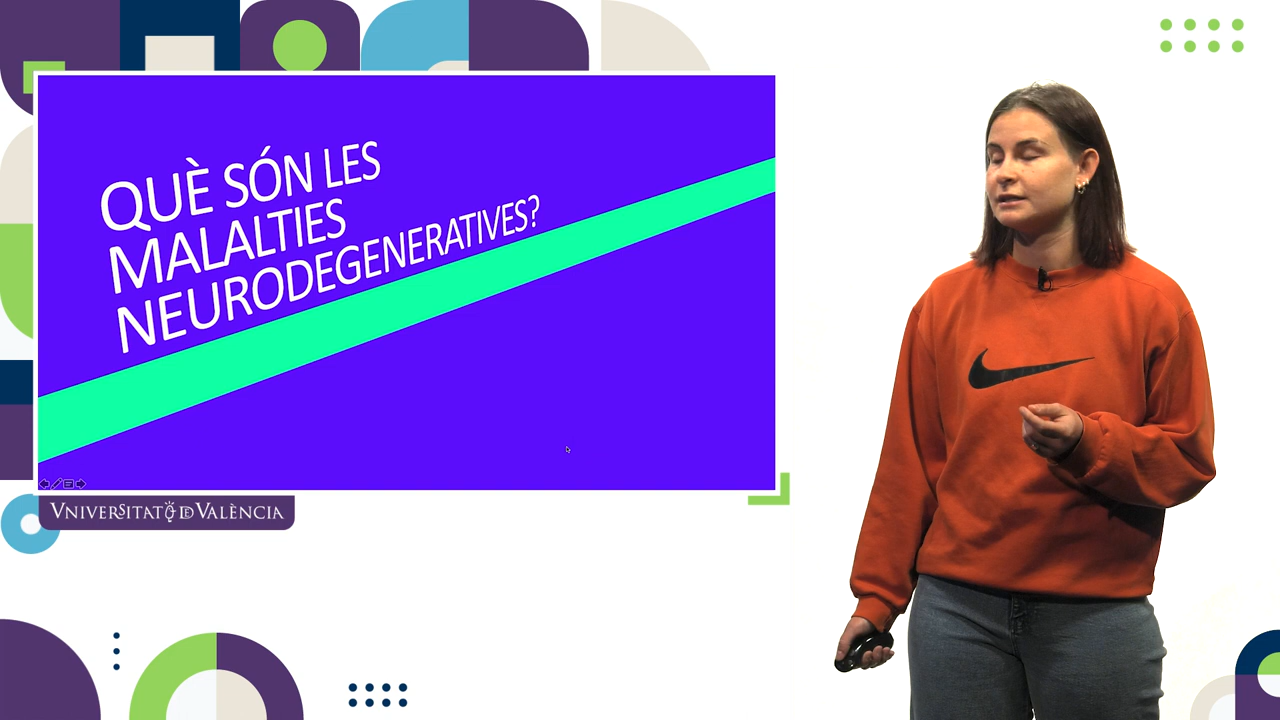 QUÈ SÓN LES
MALALTIES
NEURODEGENERATIVES?
VNIVERSITAT DE VALÈNCIA